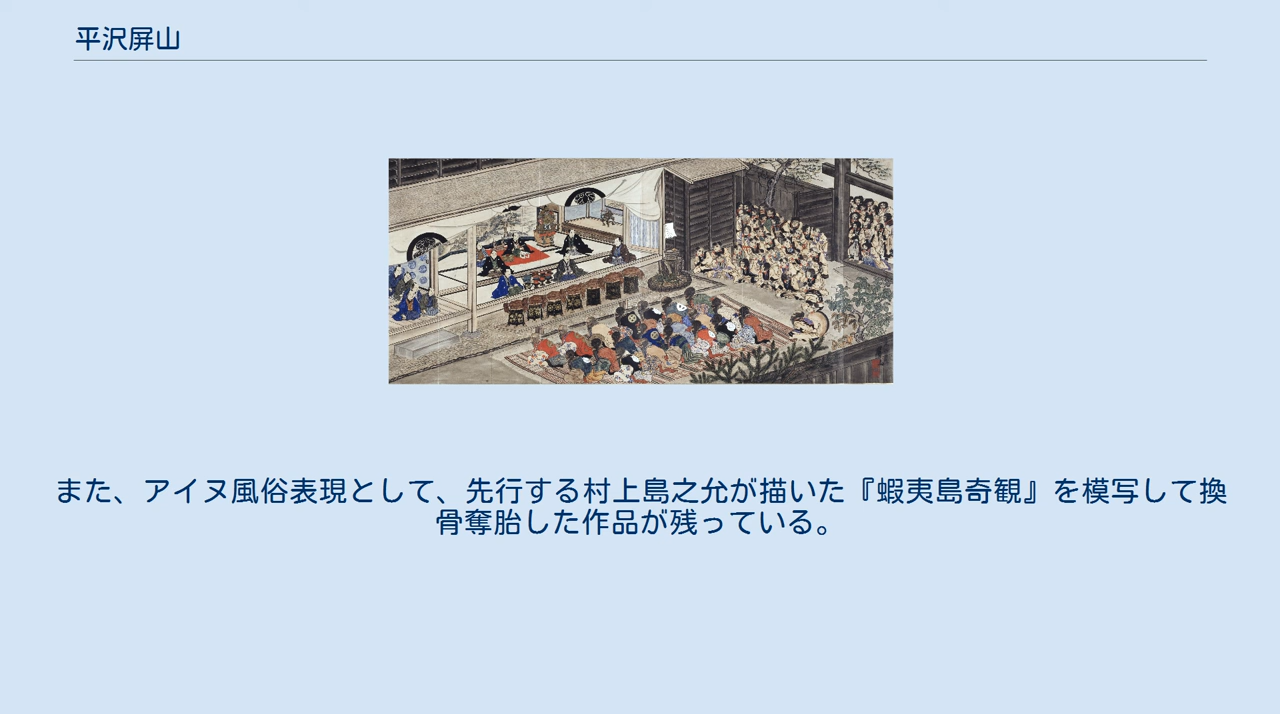 平沢屏山
また、アイヌ風俗表現として、先行する村上島之允が描いた『蝦夷島奇観』を模写して換
骨奪胎した作品が残っている。